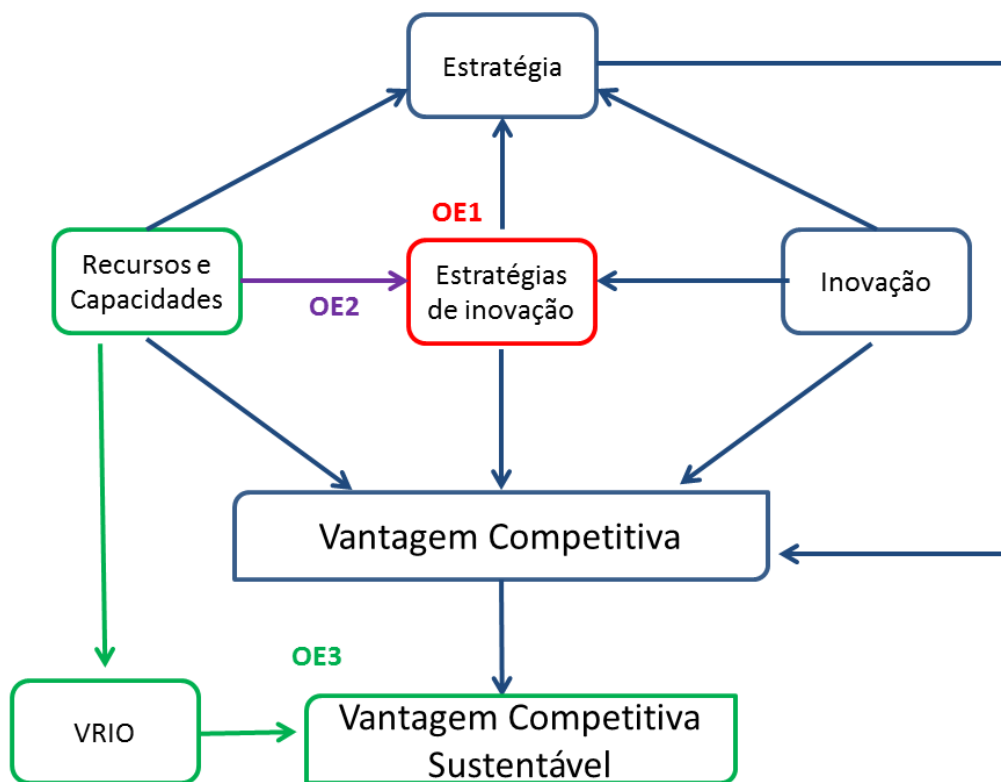 Estratégia
OE1
Recursos e
Capacidades
OE2
Estratégias
de inovação
Inovação
Vantagem Competitiva
OE3
VRIO
Vantagem Competitiva
Sustentável